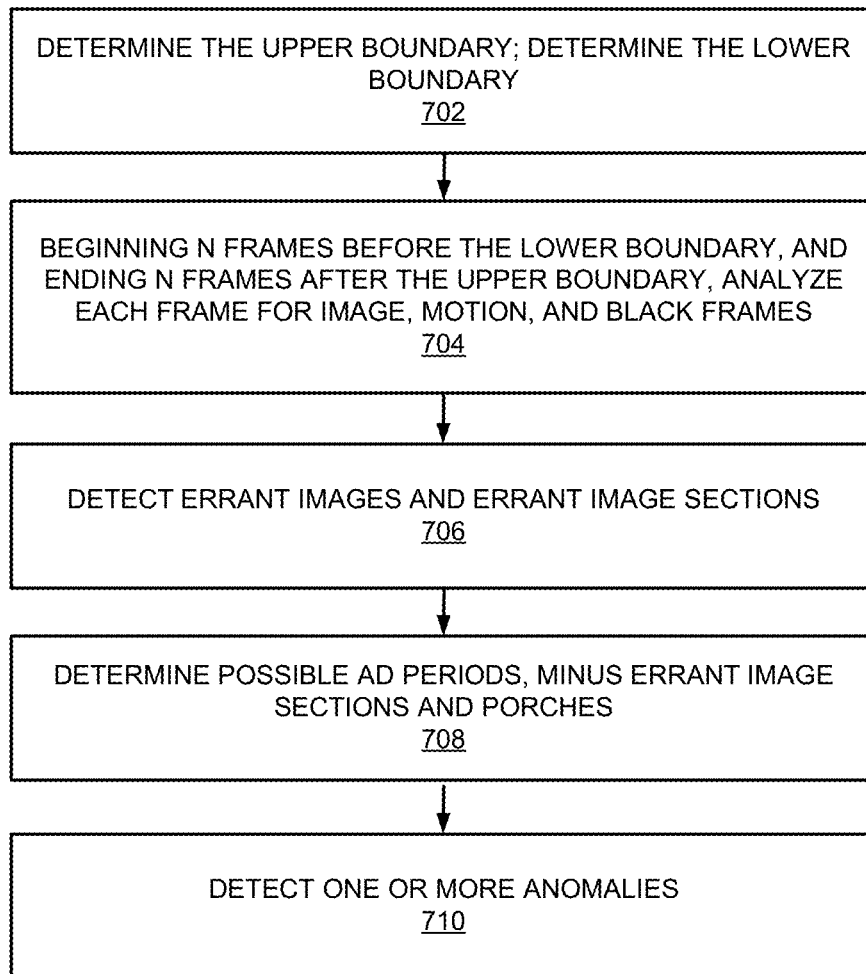 DETERMINE THE UPPER BOUNDARY; DETERMINE THE LOWER
BOUNDARY
702
BEGINNING N FRAMES BEFORE THE LOWER BOUNDARY, AND
ENDING N FRAMES AFTER THE UPPER BOUNDARY, ANALYZE
EACH FRAME FOR IMAGE, MOTION, AND BLACK FRAMES
704
DETECT ERRANT IMAGES AND ERRANT IMAGE SECTIONS
706
DETERMINE POSSIBLE AD PERIODS, MINUS ERRANT IMAGE
SECTIONS AND PORCHES
708
DETECT ONE OR MORE ANOMALIES
710